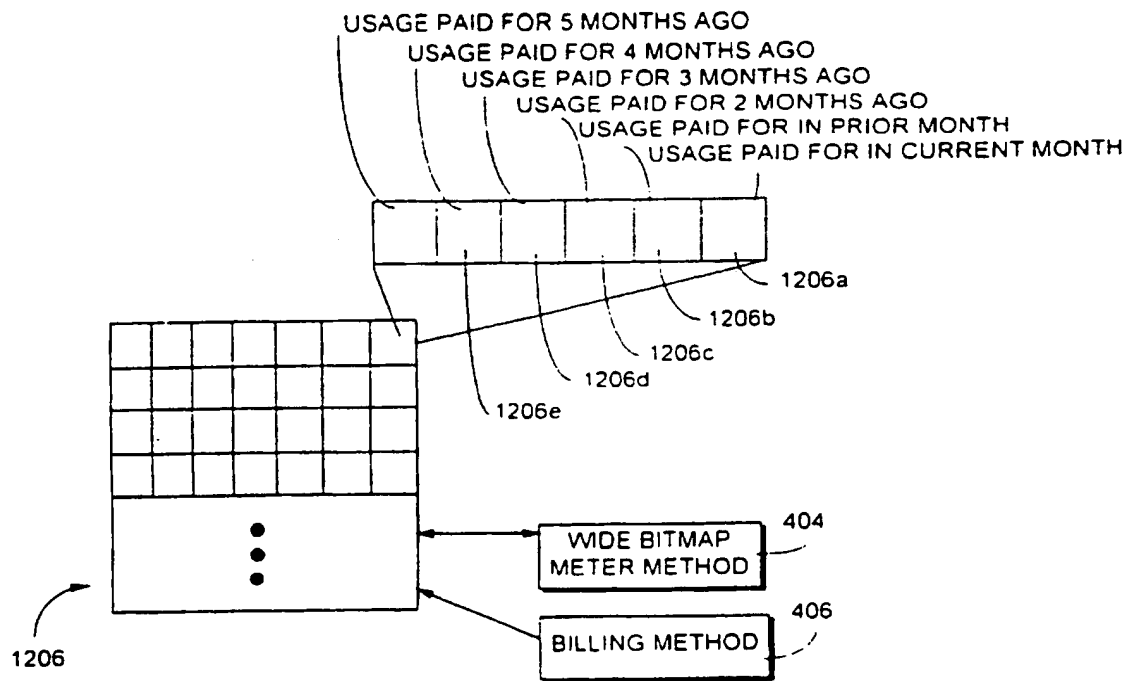 USAGE PAID FOR 5 MONTHS AGO
USAGE PAID FOR 4 MONTHS AGO
USAGE PAID FOR 3 MONTHS AGO
USAGE PAID FOR 2 MONTHS AGO
USAGE PAID FOR IN PRIOR MONTH
USAGE PAID FOR IN CURRENT MONTH
1206a
1206b
1206c
1206d
1206e
404
WIDE BITMAP
METER METHOD
406
BILLING METHOD
1206